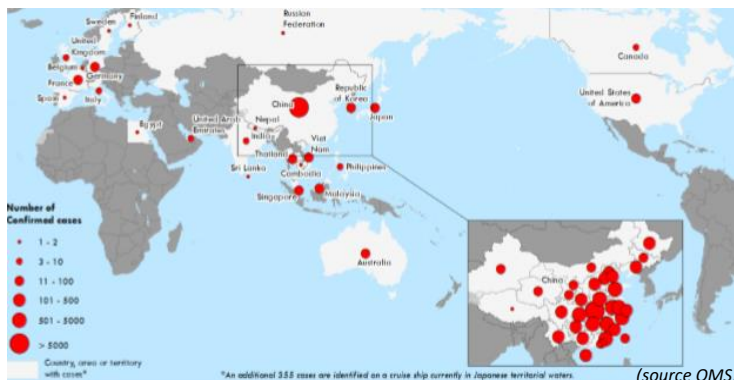 Russian
Federation
Finland
Sweden
United
Kingdom
Belgium
Germany
France
Spain
Italy
Canada
United States
of America
Republic
of Korea
China
Japan
Nepal
United Arab
Emirates
Egypt
India
Viet
Nam
Thailand
Philippines
Cambodia
Sri Lanka
Malaysia
Singapore
Australia
Number of
Confirmed cases
1 - 2
3 - 10
11 - 100
101 - 500
501 - 5000
> 5000
Country, area or territory
with cases*
China
*An additional 355 cases are identified on a cruise ship currently in Japanese territorial waters.
(source OMS